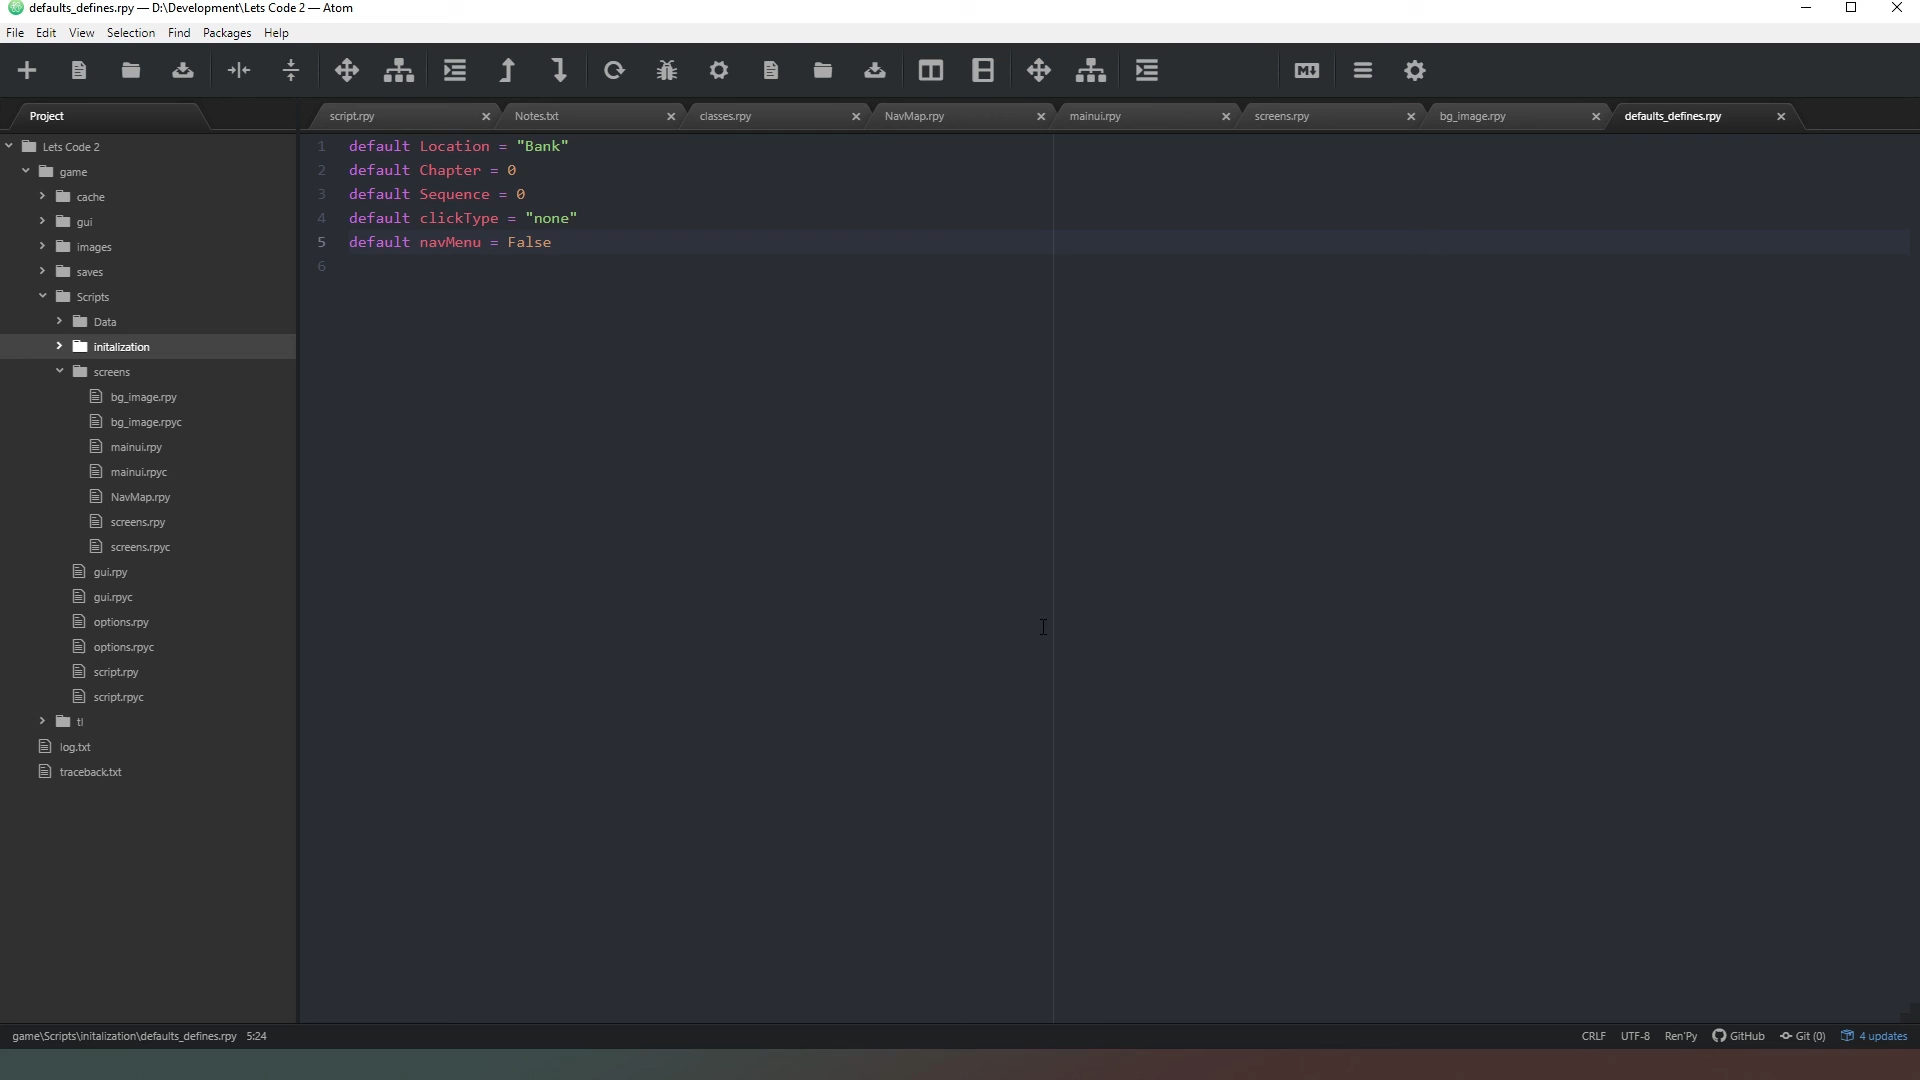 defaults_defines.rpy — D:\Development\Lets Code 2 — Atom
File Edit View Selection Find Packages Help
Project
script.rpy
Notes.txt
classes.rpy
NavMap.rpy
mainui.rpy
screens.rpy
bg_image.rpy
defaults_defines.rpy
Lets Code 2
game
cache
gui
images
saves
Scripts
Data
initalization
screens
bg_image.rpy
bg_image.rpyc
mainui.rpy
mainui.rpyc
NavMap.rpy
screens.rpy
screens.rpyc
gui.rpy
gui.rpyc
options.rpy
options.rpyc
script.rpy
script.rpyc
tl
log.txt
traceback.txt
1 default Location = "Bank"
2 default Chapter = 0
3 default Sequence = 0
4 default clickType = "none"
5 default navMenu = False
6
game\Scripts\initalization\defaults_defines.rpy 5:24
CRLF UTF-8 Ren'Py GitHub Git (0) 4 updates